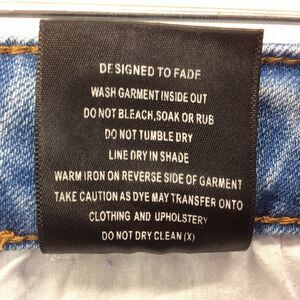 DESIGNED TO FADE
WASH GARMENT INSIDE OUT
DO NOT BLEACH,SOAK OR RUB
DO NOT TUMBLE DRY
LINE DRY IN SHADE
WARM IRON ON REVERSE SIDE OF GARMENT
TAKE CAUTION AS DYE MAY TRANSFER ONTO
CLOTHING AND UPHOLSTERY
DO NOT DRY CLEAN (X)